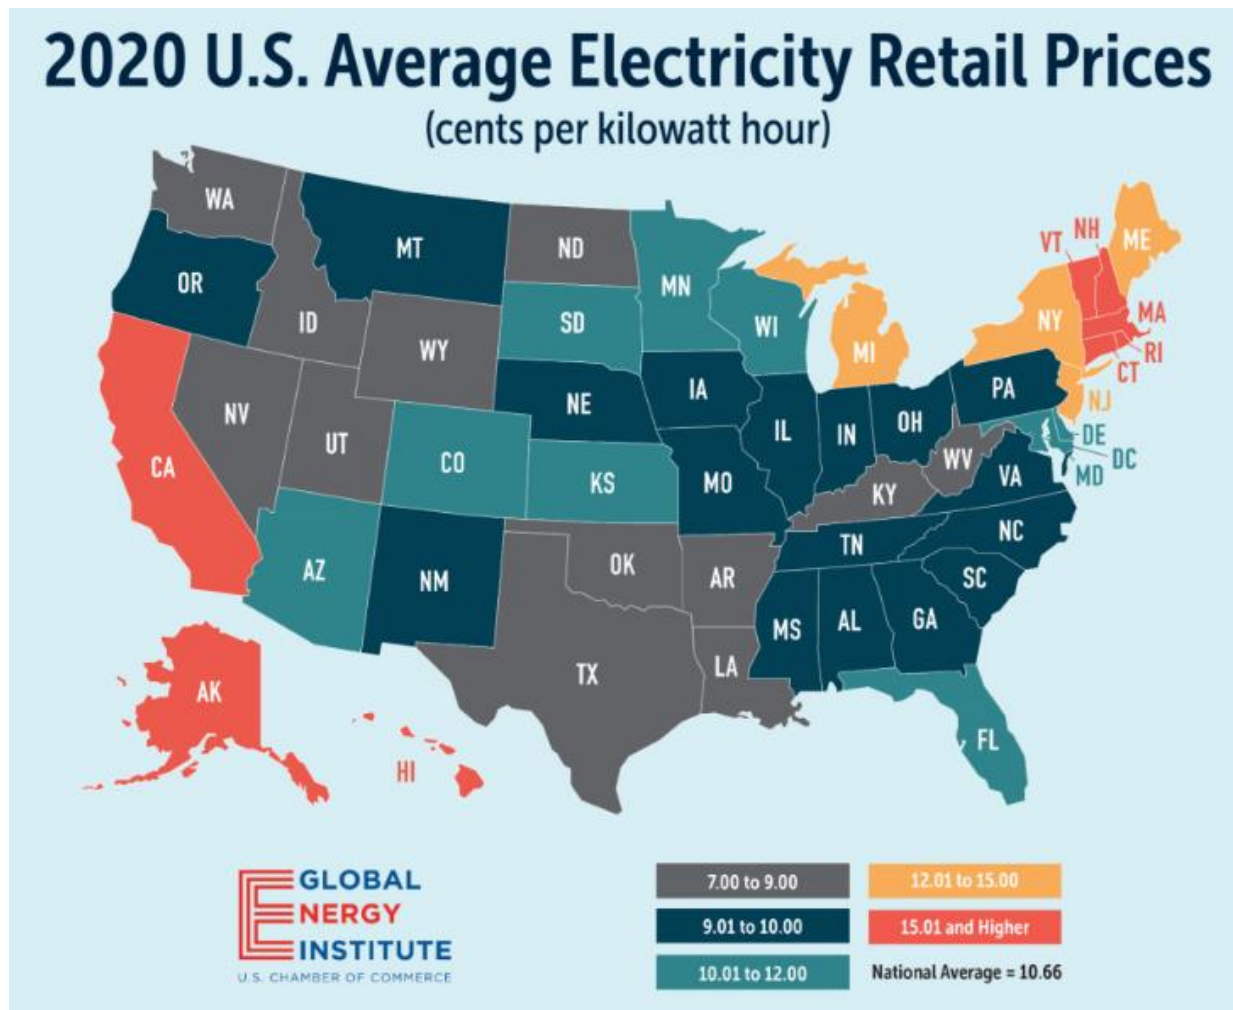 2020 U.S. Average Electricity Retail Prices
(cents per kilowatt hour)
WA
MT
ND
MN
VT
NH
ME
OR
ID
WY
SD
WI
MI
NY
MA
RI
CT
NV
UT
CO
NE
IA
IL
IN
OH
PA
NJ
DE
DC
MD
CA
KS
MO
KY
WV
VA
AZ
NM
OK
AR
TN
NC
SC
MS
AL
GA
TX
LA
FL
AK
HI
GLOBAL
ENERGY
INSTITUTE
U.S. CHAMBER OF COMMERCE
7.00 to 9.00
12.01 to 15.00
9.01 to 10.00
15.01 and Higher
10.01 to 12.00
National Average = 10.66